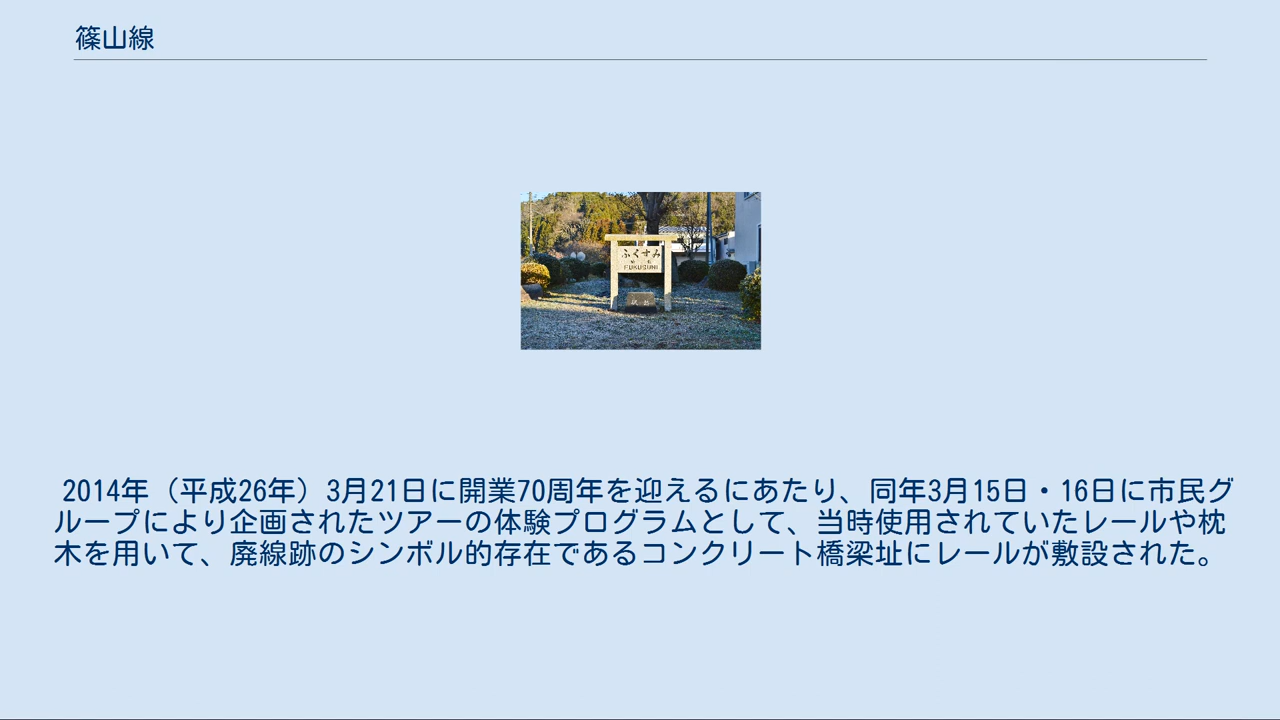 篠山線
ふくすみ
FUKUSUMI
2014年（平成26年）3月21日に開業70周年を迎えるにあたり、同年3月15日・16日に市民グ
ループにより企画されたツアーの体験プログラムとして、当時使用されていたレールや枕
木を用いて、廃線跡のシンボル的存在であるコンクリート橋梁址にレールが敷設された。